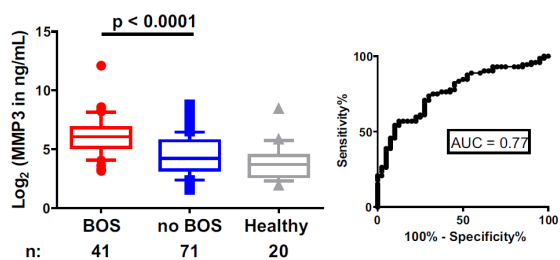 p < 0.0001
Log2 (MMP3 in ng/mL)
15
10
5
0
BOS no BOS Healthy
n: 41 71 20
Sensitivity%
100
50
0
AUC = 0.77
0 50 100
100% - Specificity%